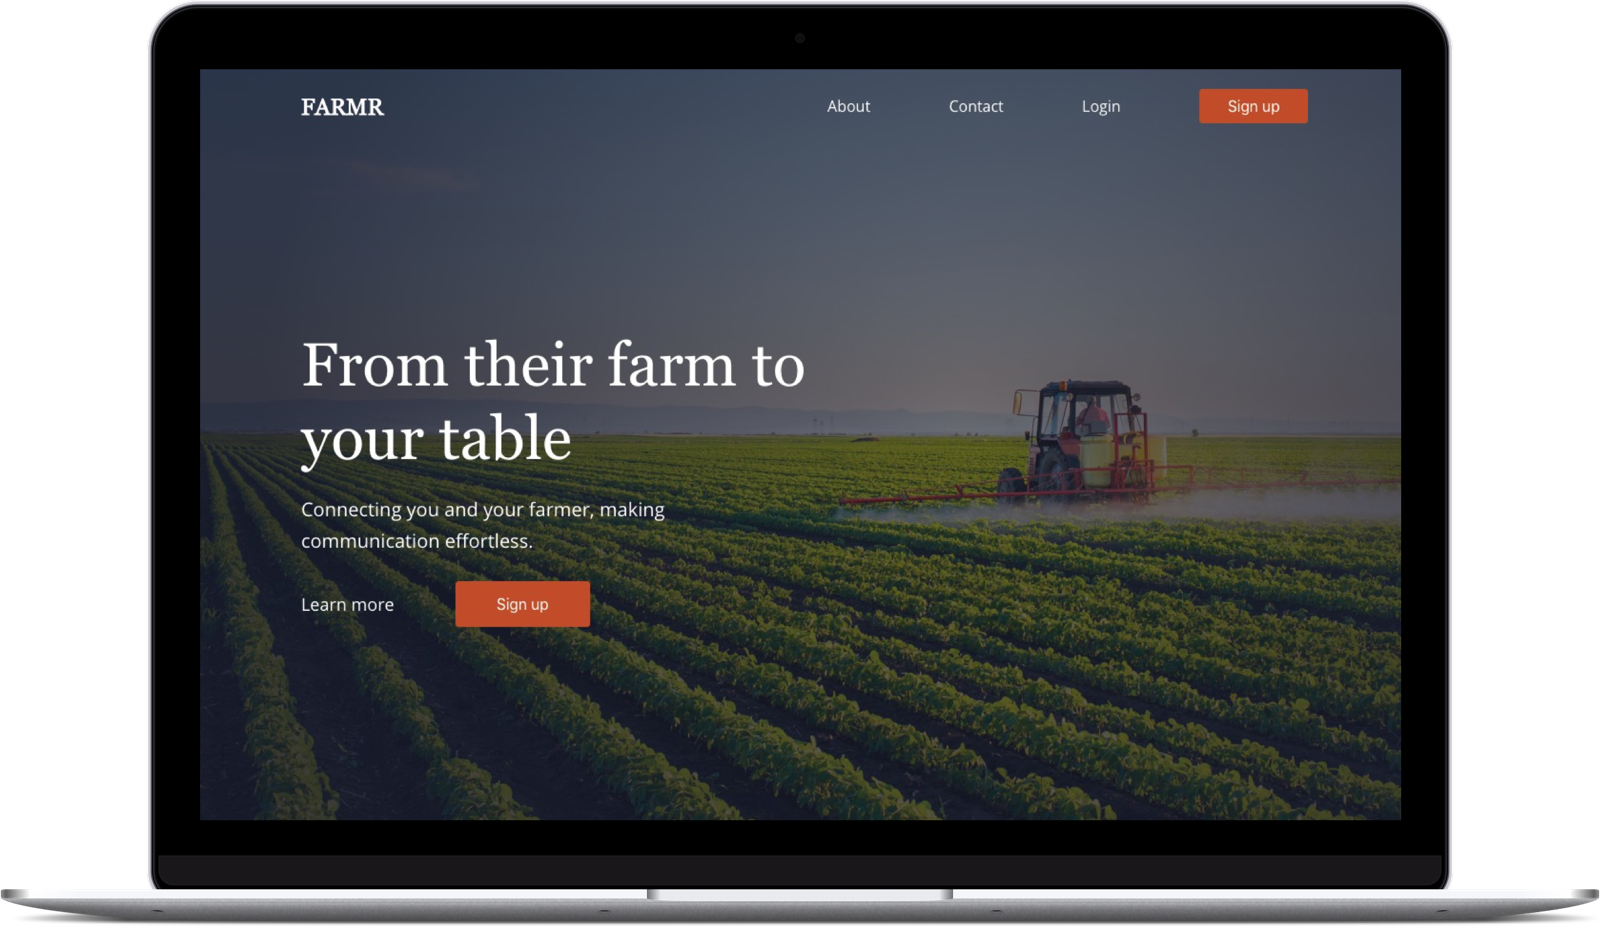 FARMR
About
Contact
Login
Sign up
From their farm to
your table
Connecting you and your farmer, making
communication effortless.
Learn more
Sign up